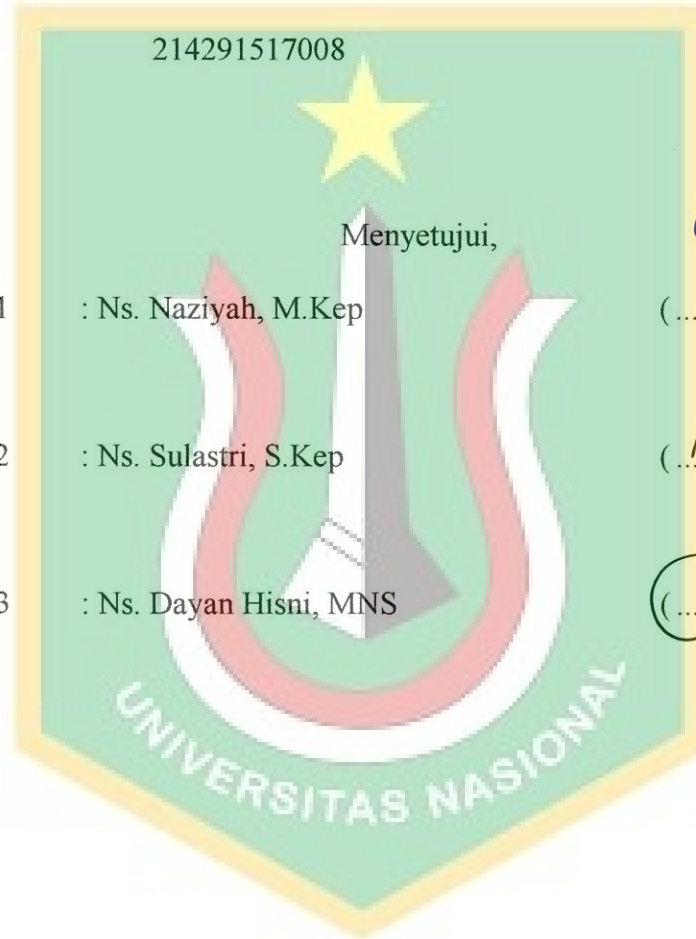 214291517008
Menyetujui,
1 : Ns. Naziyah, M.Kep (...
2 : Ns. Sulastri, S.Kep (...
3 : Ns. Dayan Hisni, MNS (...
UNIVERSITAS NASIONAL